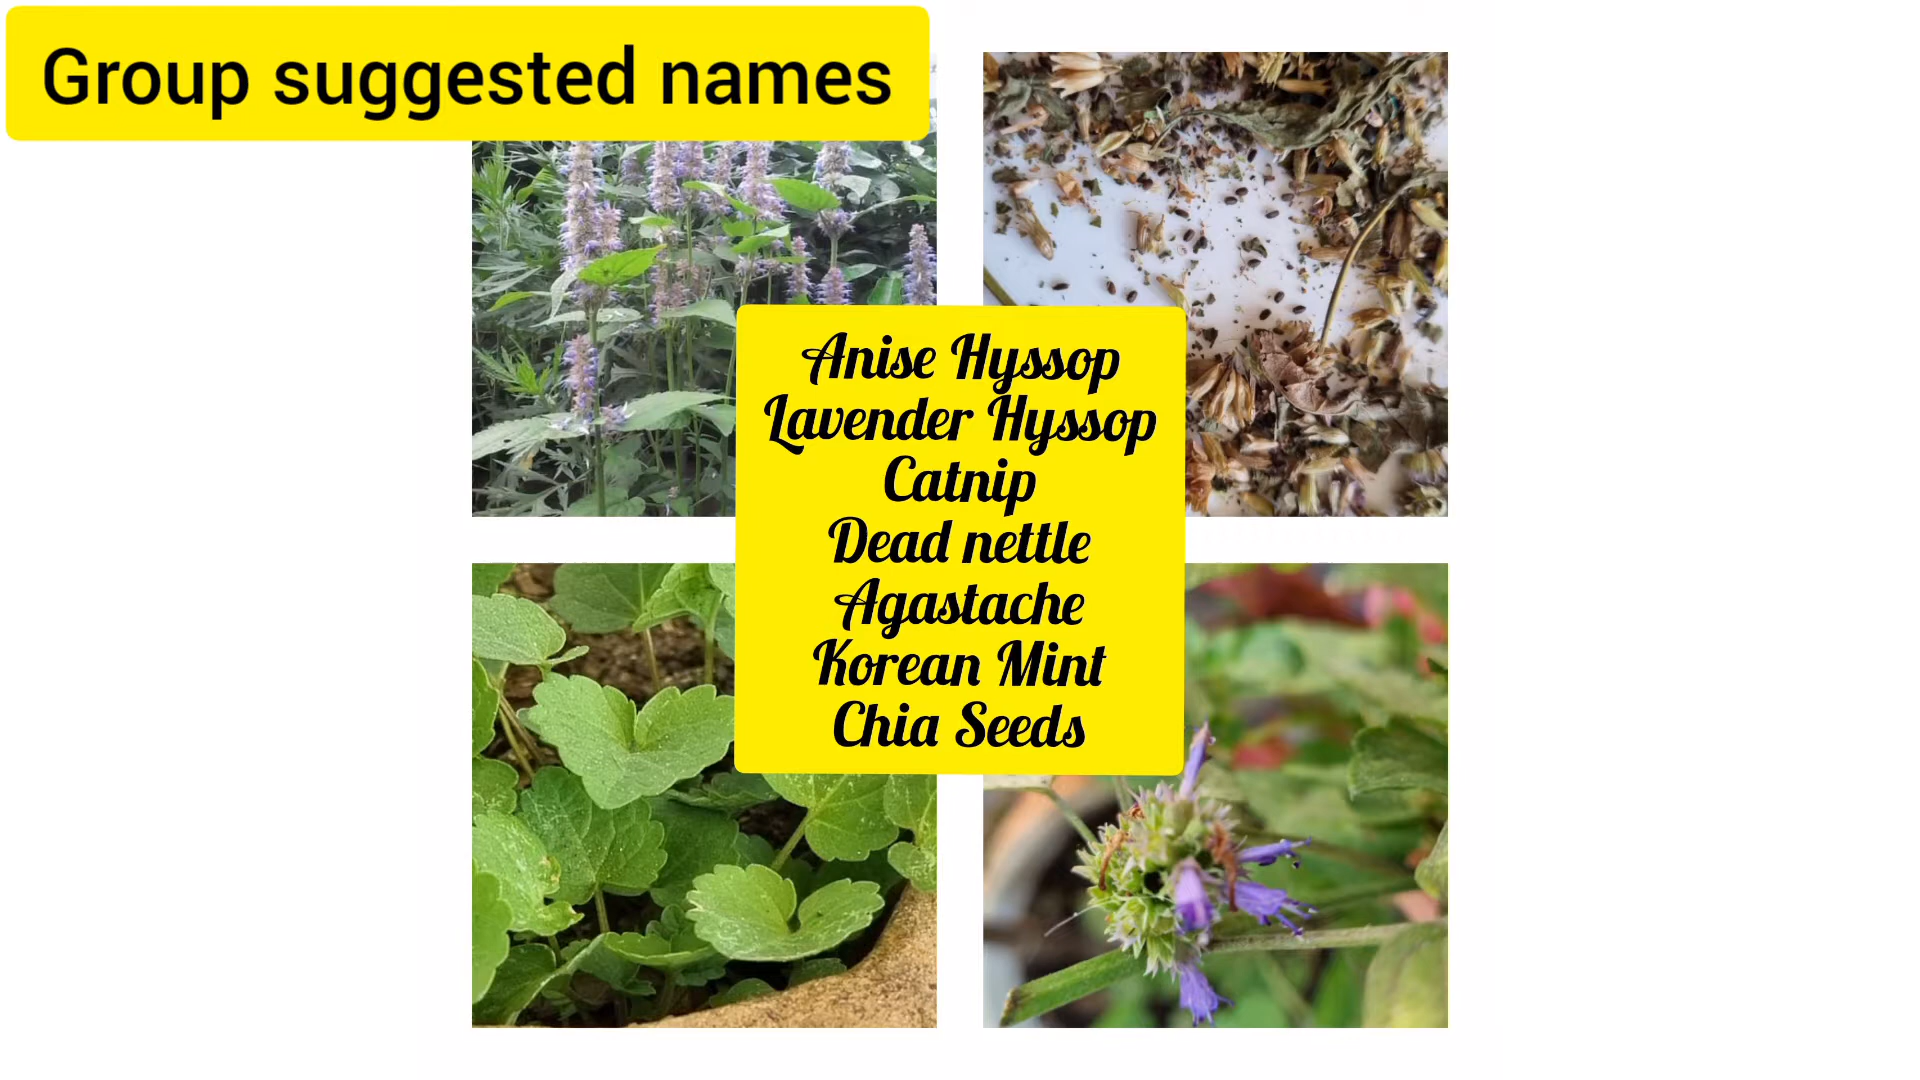 Group suggested names
Anise Hyssop
Lavender Hyssop
Catnip
Dead nettle
Agastache
Korean Mint
Chia Seeds